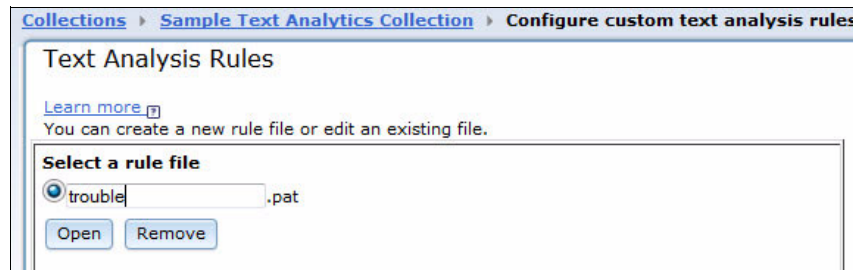 Collections ▸ Sample Text Analytics Collection ▸ Configure custom text analysis rules
Text Analysis Rules
Learn more
You can create a new rule file or edit an existing file.
Select a rule file
trouble .pat
Open Remove